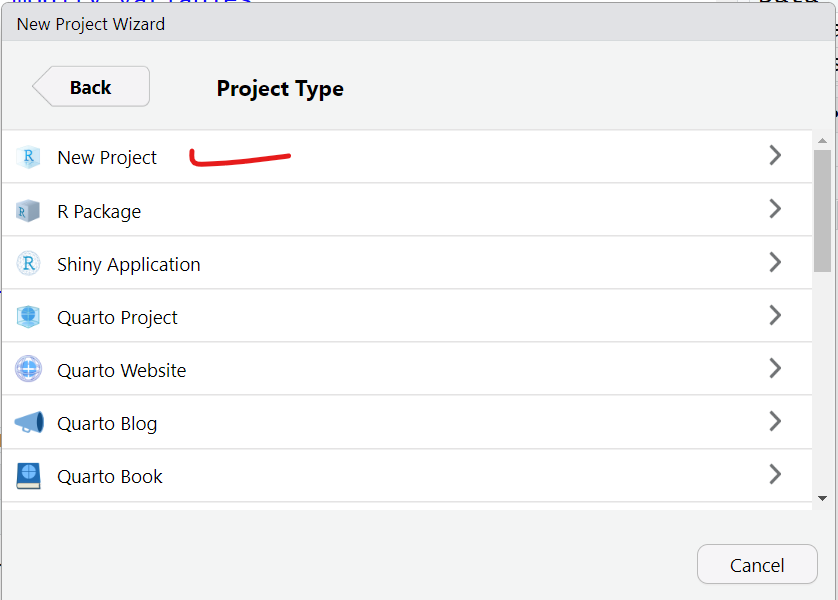 New Project Wizard
Back
Project Type
New Project
R Package
Shiny Application
Quarto Project
Quarto Website
Quarto Blog
Quarto Book
Cancel